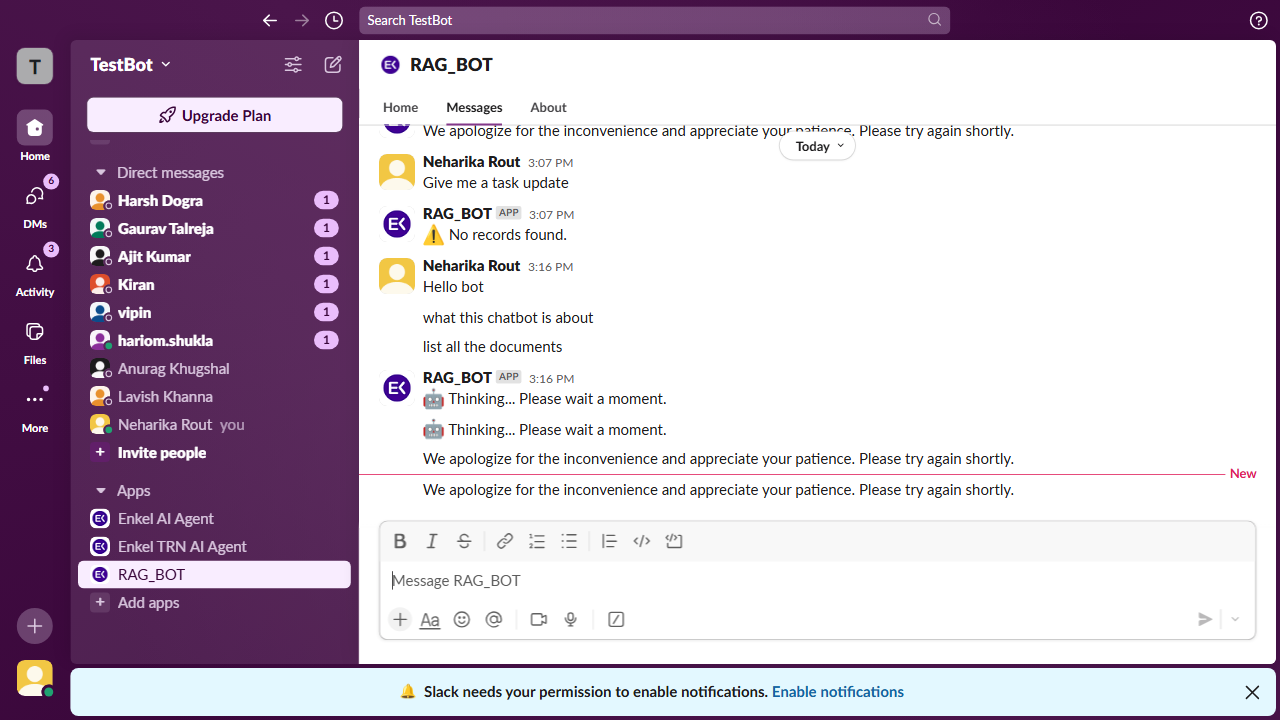 Search TestBot
T
TestBot
Upgrade Plan
Home
6
DMs
3
Activity
Files
More
Direct messages
Harsh Dogra 1
Gaurav Talreja 1
Ajit Kumar 1
Kiran 1
vipin 1
hariom.shukla 1
Anurag Khugshal
Lavish Khanna
Neharika Rout you
Invite people
Apps
Enkel AI Agent
Enkel TRN AI Agent
RAG_BOT
Add apps
EK RAG_BOT
Home Messages About
We apologize for the inconvenience and appreciate your patience. Please try again shortly.
Today
Neharika Rout 3:07 PM
Give me a task update
RAG_BOT APP 3:07 PM
No records found.
Neharika Rout 3:16 PM
Hello bot
what this chatbot is about
list all the documents
RAG_BOT APP 3:16 PM
Thinking... Please wait a moment.
Thinking... Please wait a moment.
We apologize for the inconvenience and appreciate your patience. Please try again shortly.
New
We apologize for the inconvenience and appreciate your patience. Please try again shortly.
Message RAG_BOT
Aa
Slack needs your permission to enable notifications. Enable notifications